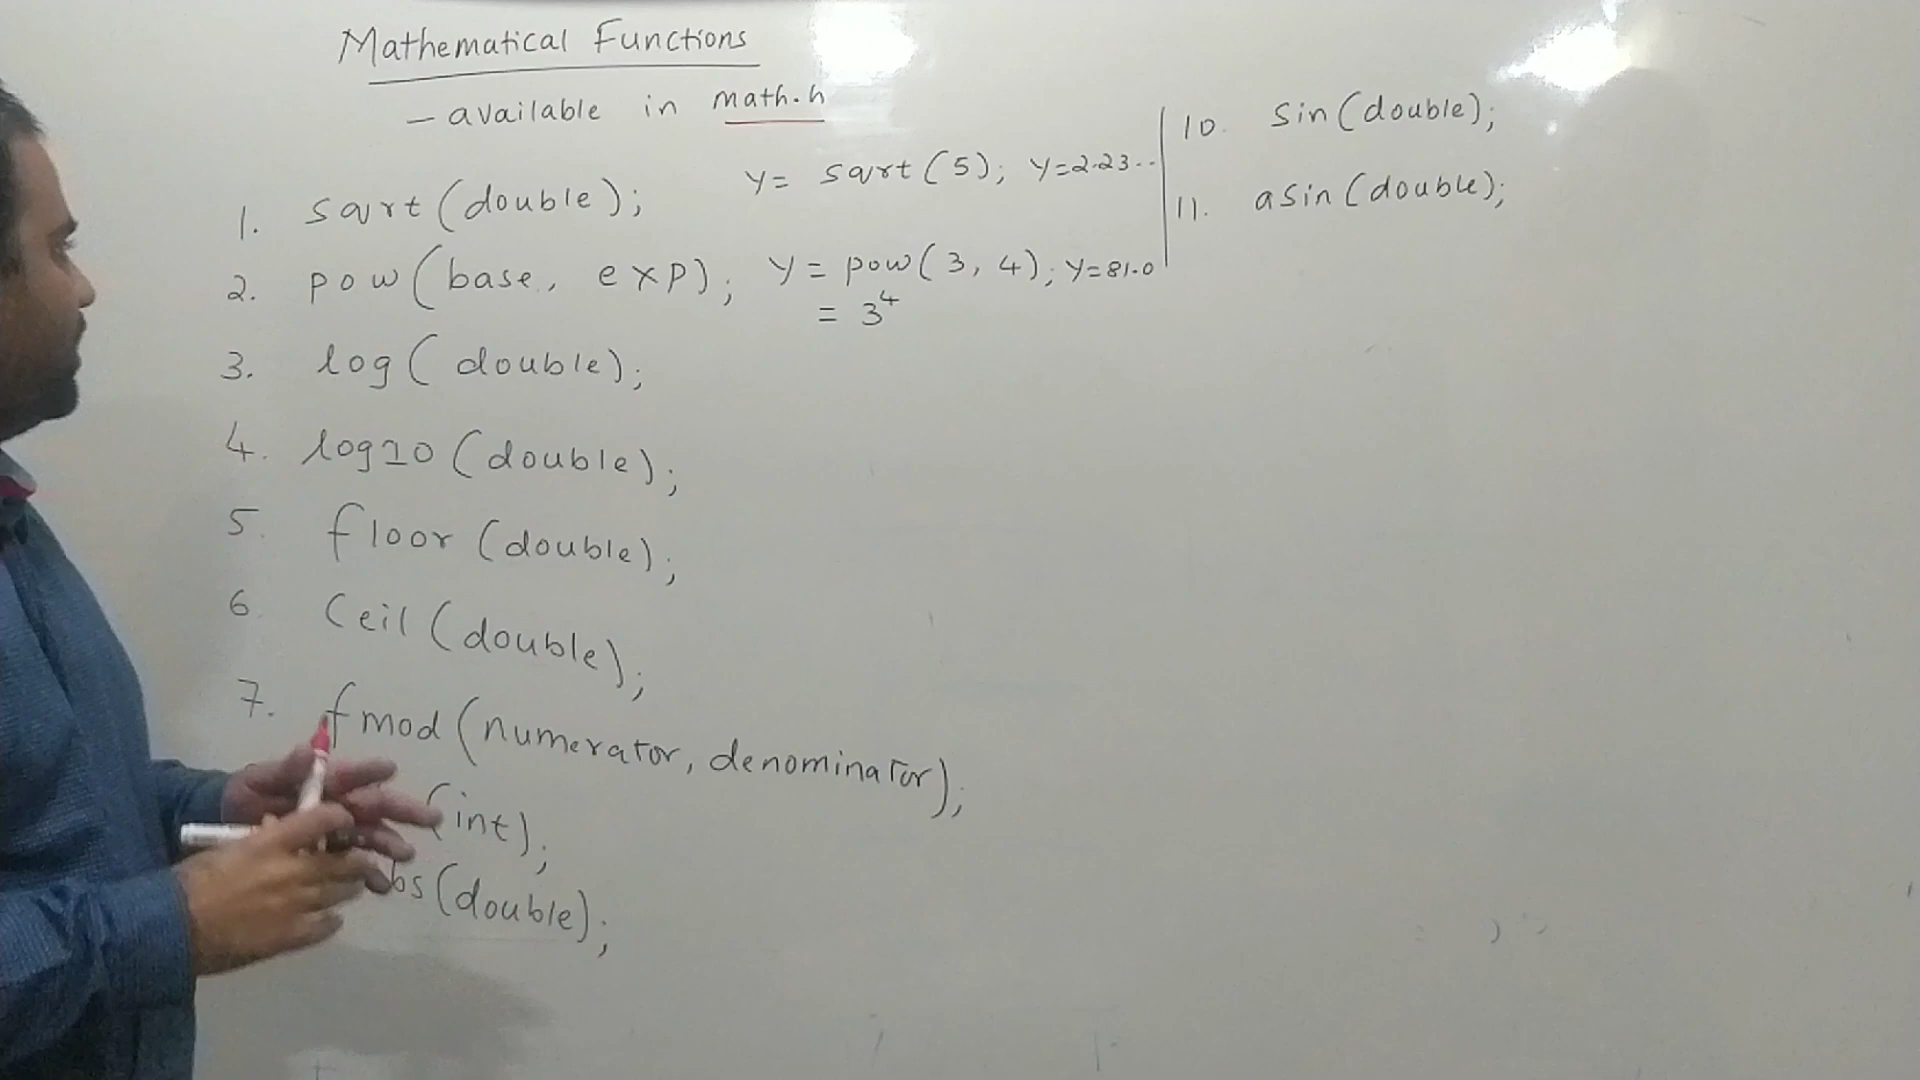 Mathematical Functions
- available in math.h
1. sqrt(double); y= sqrt(5); y=2.23..
2. pow(base, exp); y= pow(3, 4); y=81.0
= 3^4
3. log(double);
4. log10(double);
5. floor(double);
6. ceil(double);
7. fmod(numerator, denominator);
(int);
bs(double);
10. sin(double);
11. asin(double);